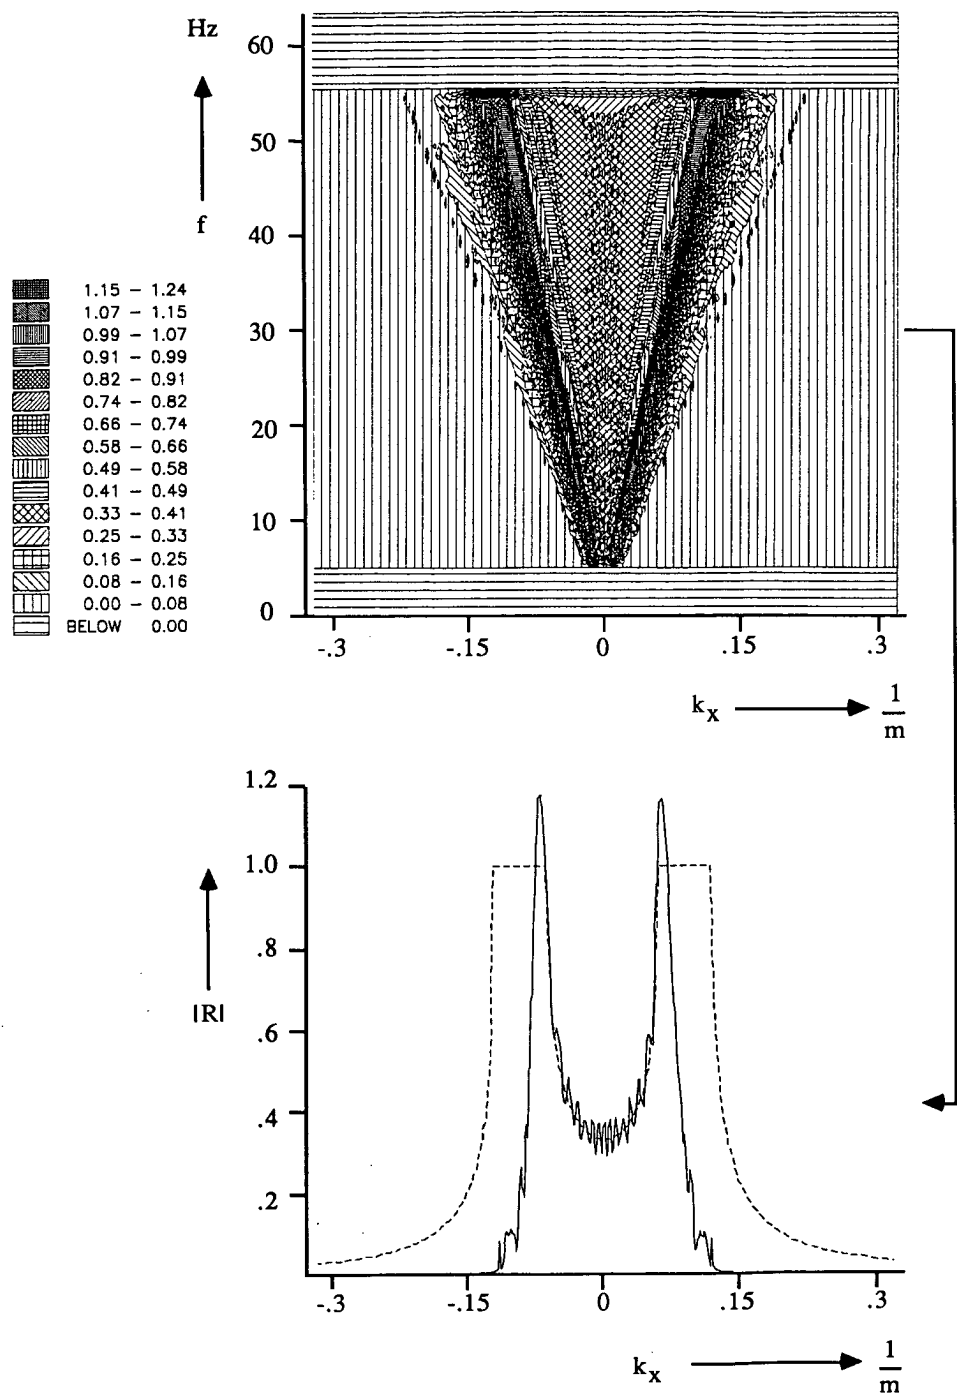 Hz
60
50
f
40
30
20
10
0
1.15 – 1.24
1.07 – 1.15
0.99 – 1.07
0.91 – 0.99
0.82 – 0.91
0.74 – 0.82
0.66 – 0.74
0.58 – 0.66
0.49 – 0.58
0.41 – 0.49
0.33 – 0.41
0.25 – 0.33
0.16 – 0.25
0.08 – 0.16
0.00 – 0.08
BELOW 0.00
-.3 -.15 0 .15 .3
kx 1/m
1.2
1.0
.8
|R|
.6
.4
.2
-.3 -.15 0 .15 .3
kx 1/m